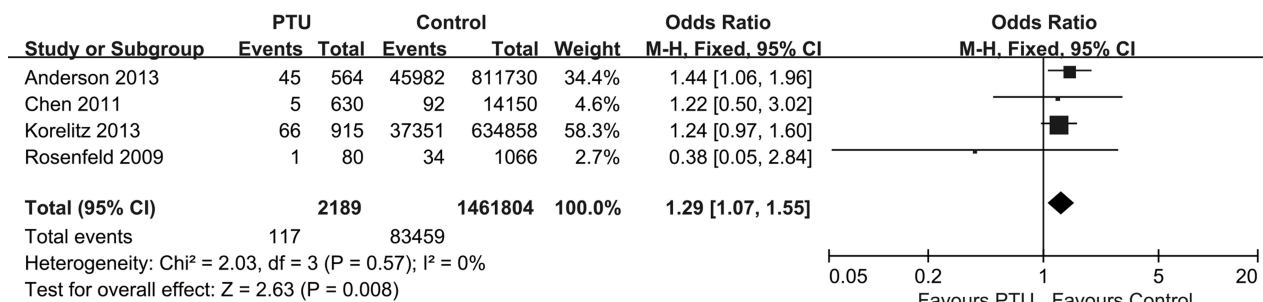 PTU Control Odds Ratio Odds Ratio
Study or Subgroup Events Total Events Total Weight M-H, Fixed, 95% CI M-H, Fixed, 95% CI
Anderson 2013 45 564 45982 811730 34.4% 1.44 [1.06, 1.96]
Chen 2011 5 630 92 14150 4.6% 1.22 [0.50, 3.02]
Korelitz 2013 66 915 37351 634858 58.3% 1.24 [0.97, 1.60]
Rosenfeld 2009 1 80 34 1066 2.7% 0.38 [0.05, 2.84]
Total (95% CI) 2189 1461804 100.0% 1.29 [1.07, 1.55]
Total events 117 83459
Heterogeneity: Chi² = 2.03, df = 3 (P = 0.57); I² = 0%
Test for overall effect: Z = 2.63 (P = 0.008)
0.05 0.2 1 5 20
Favours PTU Favours Control